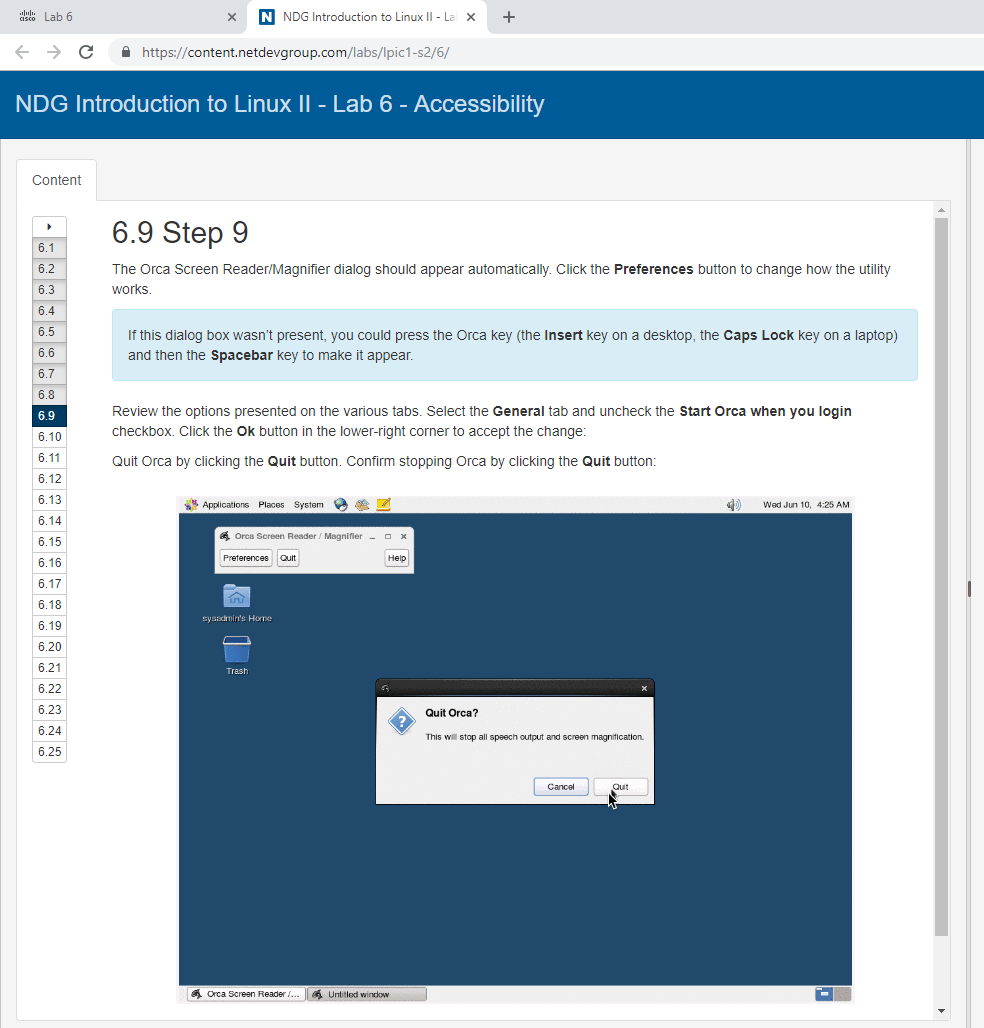 Lab 6
NDG Introduction to Linux II - La
https://content.netdevgroup.com/labs/lpic1-s2/6/
NDG Introduction to Linux II - Lab 6 - Accessibility
Content
6.1
6.2
6.3
6.4
6.5
6.6
6.7
6.8
6.9
6.10
6.11
6.12
6.13
6.14
6.15
6.16
6.17
6.18
6.19
6.20
6.21
6.22
6.23
6.24
6.25
6.9 Step 9
The Orca Screen Reader/Magnifier dialog should appear automatically. Click the Preferences button to change how the utility
works.
If this dialog box wasn't present, you could press the Orca key (the Insert key on a desktop, the Caps Lock key on a laptop)
and then the Spacebar key to make it appear.
Review the options presented on the various tabs. Select the General tab and uncheck the Start Orca when you login
checkbox. Click the Ok button in the lower-right corner to accept the change:
Quit Orca by clicking the Quit button. Confirm stopping Orca by clicking the Quit button:
Applications Places System Wed Jun 10, 4:25 AM
Orca Screen Reader / Magnifier
Preferences Quit Help
sysadmin's Home
Trash
Quit Orca?
This will stop all speech output and screen magnification.
Cancel Quit
Orca Screen Reader /... Untitled window